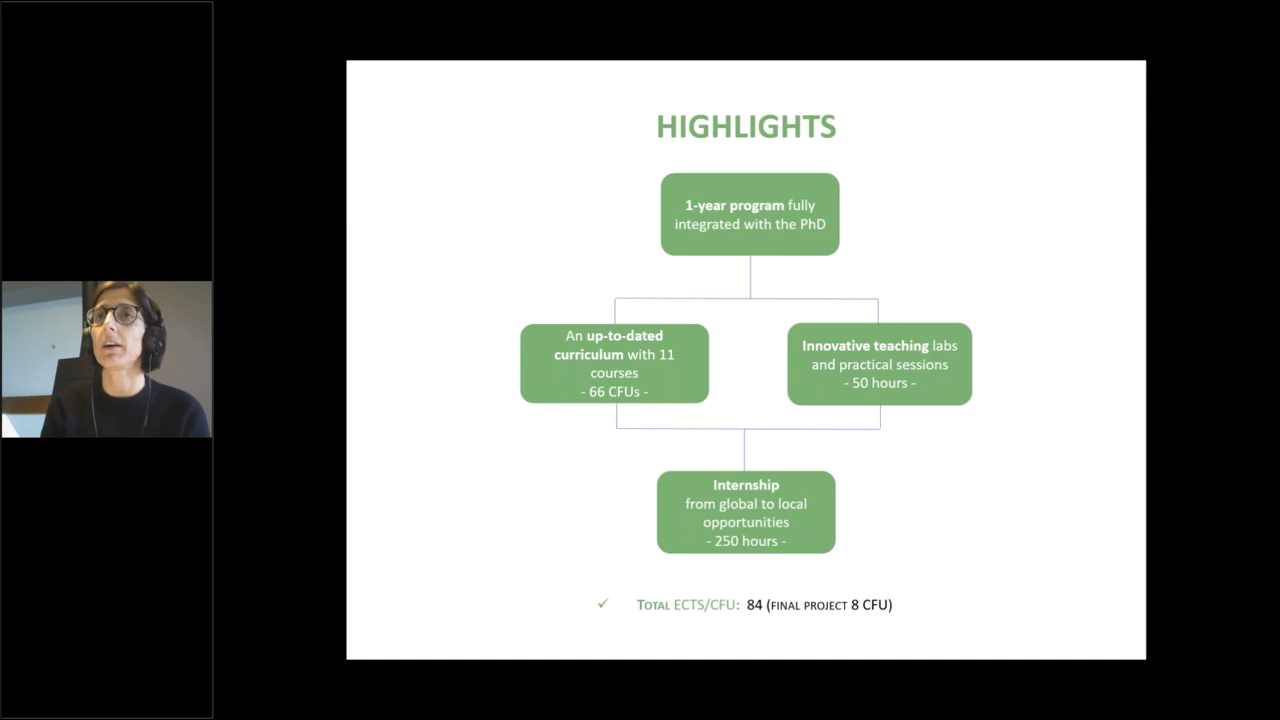 HIGHLIGHTS
1-year program fully
integrated with the PhD
An up-to-dated
curriculum with 11
courses
- 66 CFUs -
Innovative teaching labs
and practical sessions
- 50 hours -
Internship
from global to local
opportunities
- 250 hours -
✓ TOTAL ECTS/CFU: 84 (FINAL PROJECT 8 CFU)